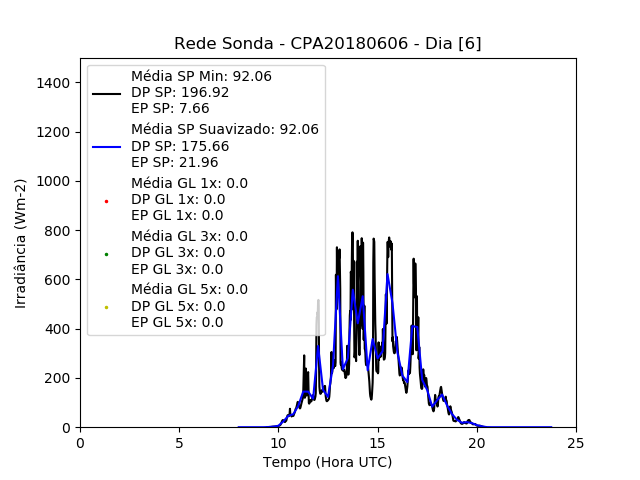 Rede Sonda - CPA20180606 - Dia [6]
Média SP Min: 92.06
DP SP: 196.92
EP SP: 7.66
Média SP Suavizado: 92.06
DP SP: 175.66
EP SP: 21.96
Média GL 1x: 0.0
DP GL 1x: 0.0
EP GL 1x: 0.0
Média GL 3x: 0.0
DP GL 3x: 0.0
EP GL 3x: 0.0
Média GL 5x: 0.0
DP GL 5x: 0.0
EP GL 5x: 0.0
Irradiância (Wm-2)
1400
1200
1000
800
600
400
200
0
0 5 10 15 20 25
Tempo (Hora UTC)